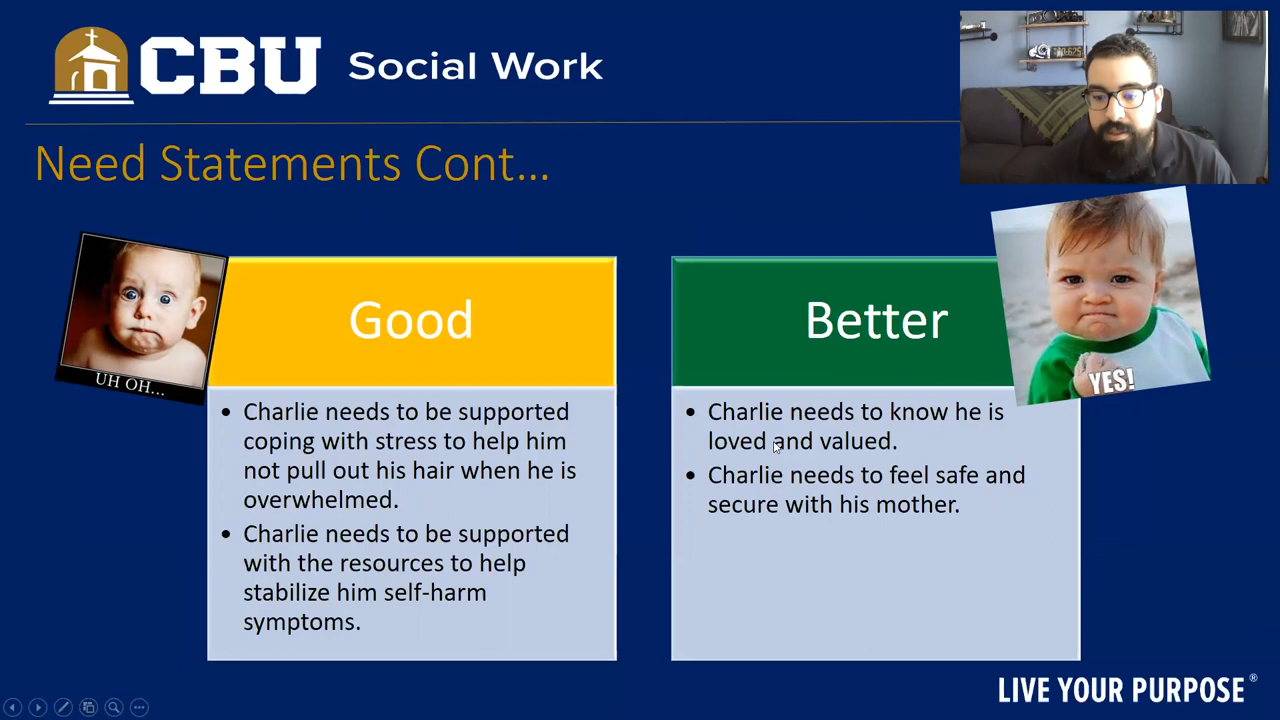 CBU Social Work
Need Statements Cont...
UH OH...
Good
Charlie needs to be supported
coping with stress to help him
not pull out his hair when he is
overwhelmed.
Charlie needs to be supported
with the resources to help
stabilize him self-harm
symptoms.
Better
YES!
Charlie needs to know he is
loved and valued.
Charlie needs to feel safe and
secure with his mother.
LIVE YOUR PURPOSE®